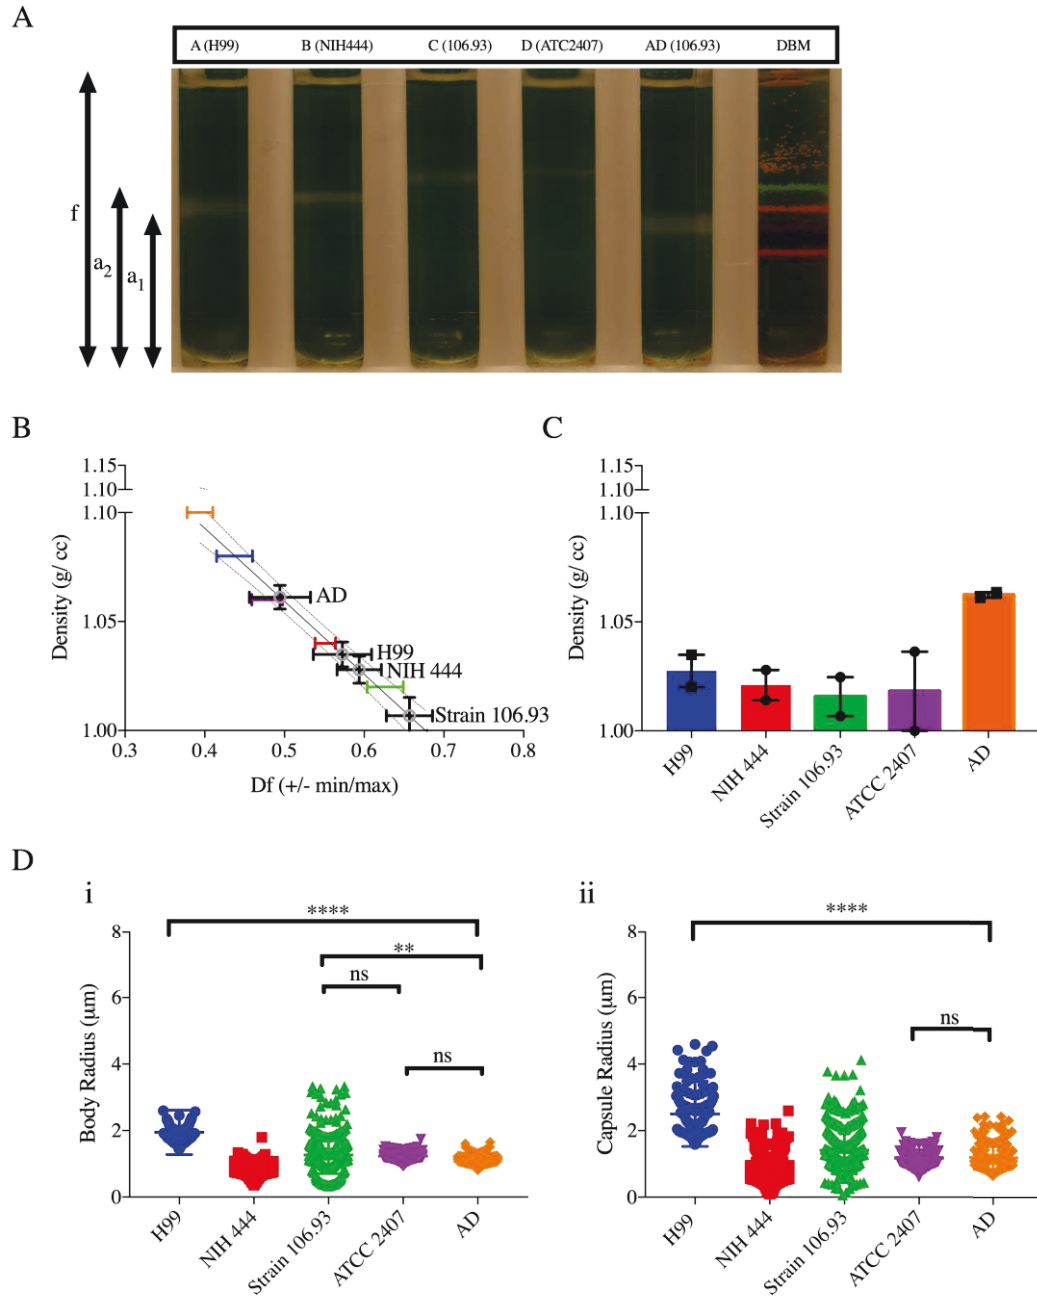 A
A (H99) B (NIH444) C (106.93) D (ATC2407) AD (106.93) DBM
f
a2
a1
B
C
Density (g/ cc)
1.15
1.10
1.10
1.05
1.00
0.3 0.4 0.5 0.6 0.7 0.8
Df (+/- min/max)
AD
H99
NIH 444
Strain 106.93
Density (g/ cc)
1.15
1.10
1.10
1.05
1.00
H99 NIH 444 Strain 106.93 ATCC 2407 AD
D
i
Body Radius (µm)
8
6
4
2
0
****
**
ns
ns
H99 NIH 444 Strain 106.93 ATCC 2407 AD
ii
Capsule Radius (µm)
8
6
4
2
0
****
ns
H99 NIH 444 Strain 106.93 ATCC 2407 AD